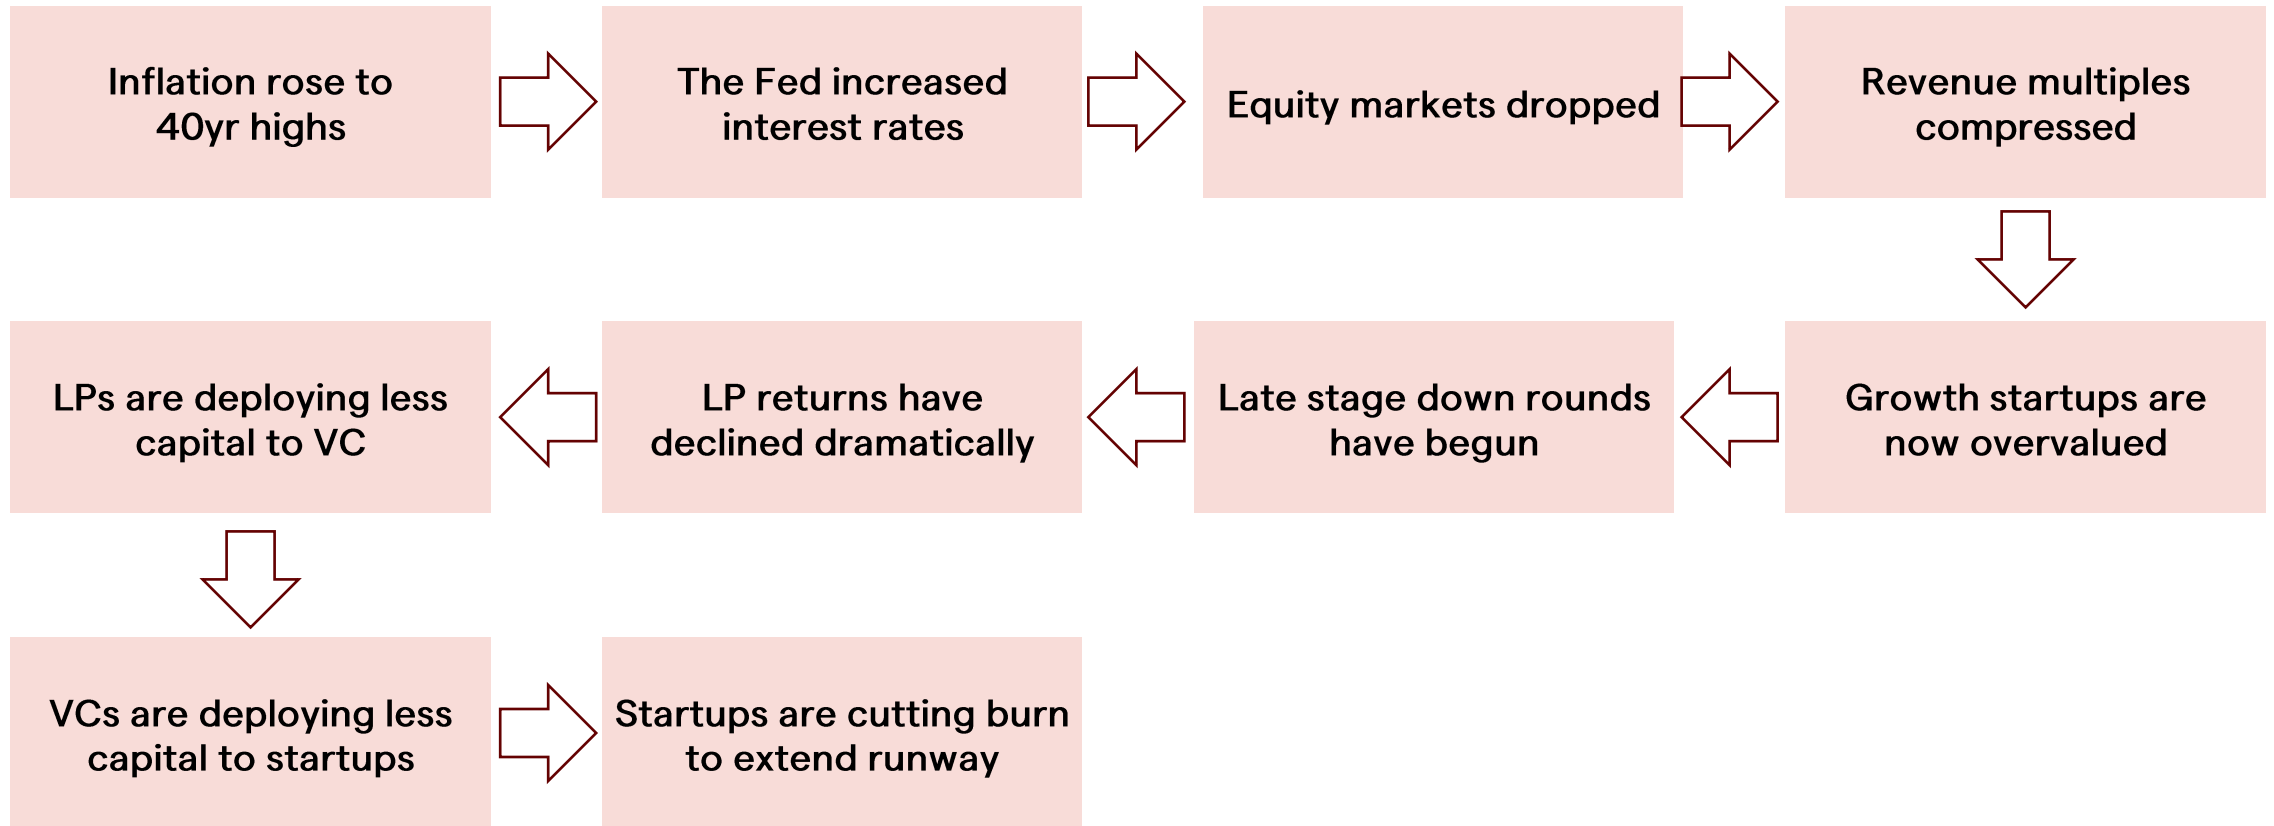 Inflation rose to
40yr highs
The Fed increased
interest rates
Equity markets dropped
Revenue multiples
compressed
Growth startups are
now overvalued
Late stage down rounds
have begun
LP returns have
declined dramatically
LPs are deploying less
capital to VC
VCs are deploying less
capital to startups
Startups are cutting burn
to extend runway